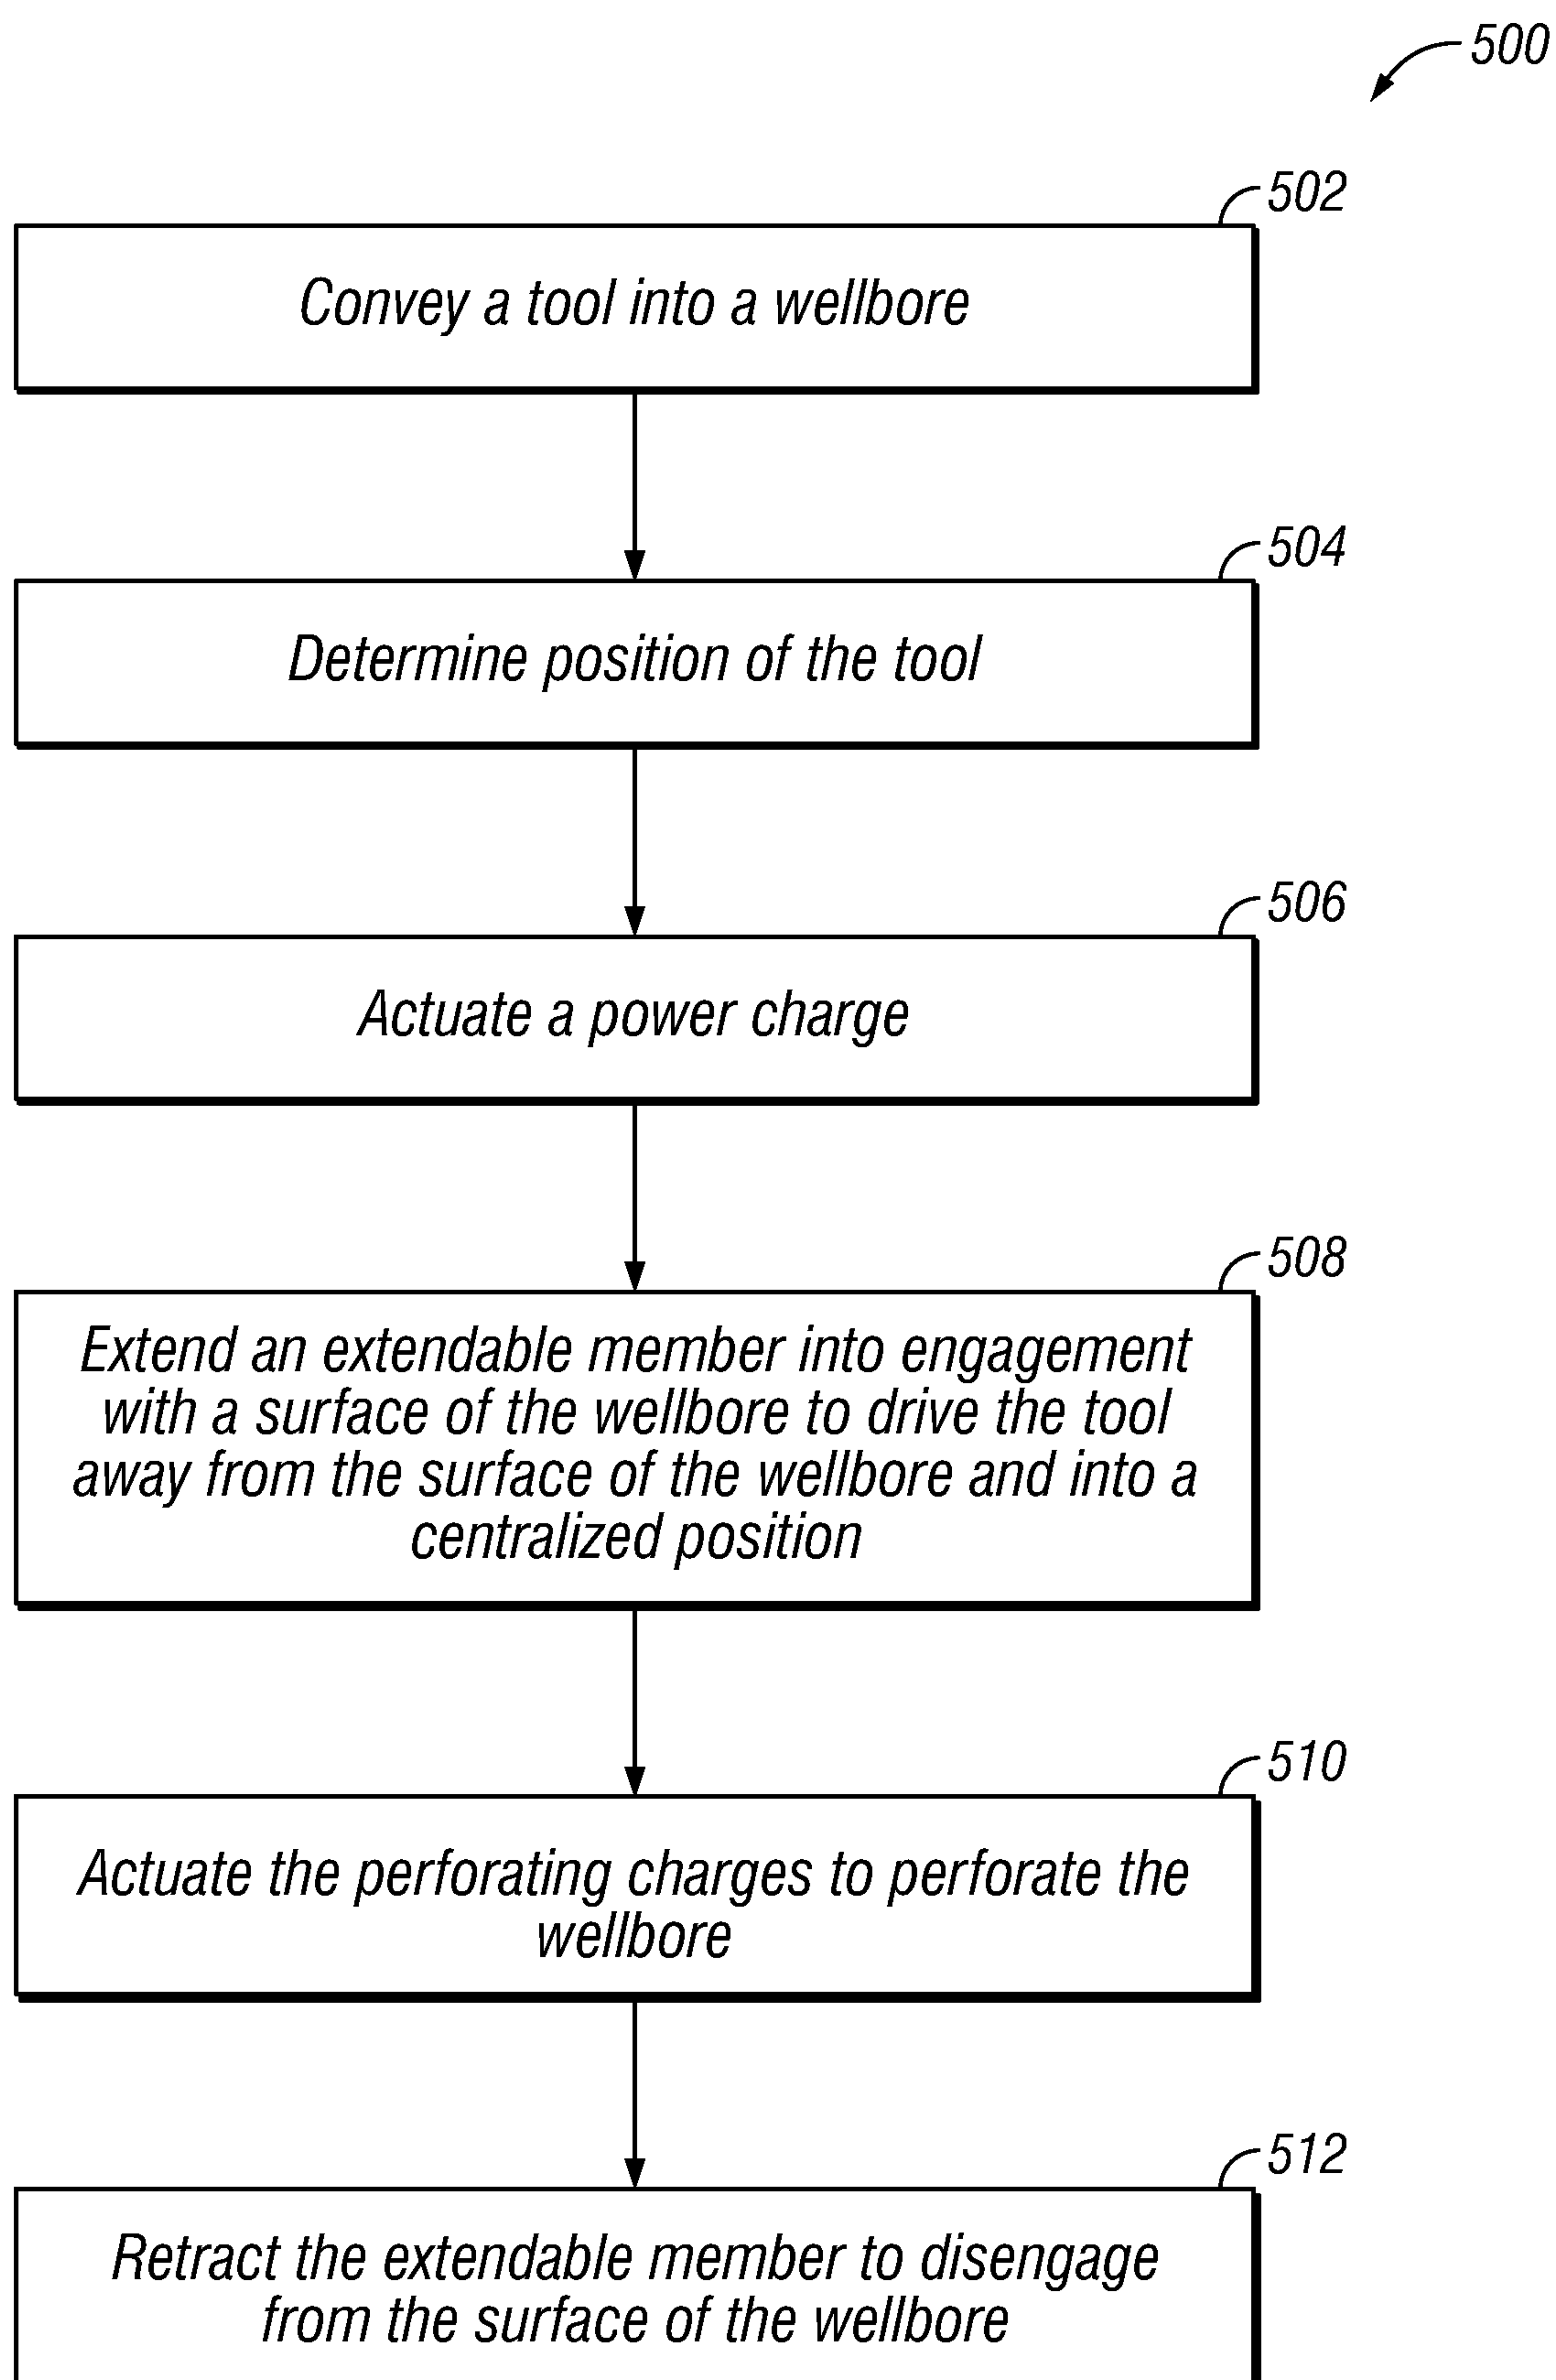 500
502
Convey a tool into a wellbore
504
Determine position of the tool
506
Actuate a power charge
508
Extend an extendable member into engagement
with a surface of the wellbore to drive the tool
away from the surface of the wellbore and into a
centralized position
510
Actuate the perforating charges to perforate the
wellbore
512
Retract the extendable member to disengage
from the surface of the wellbore